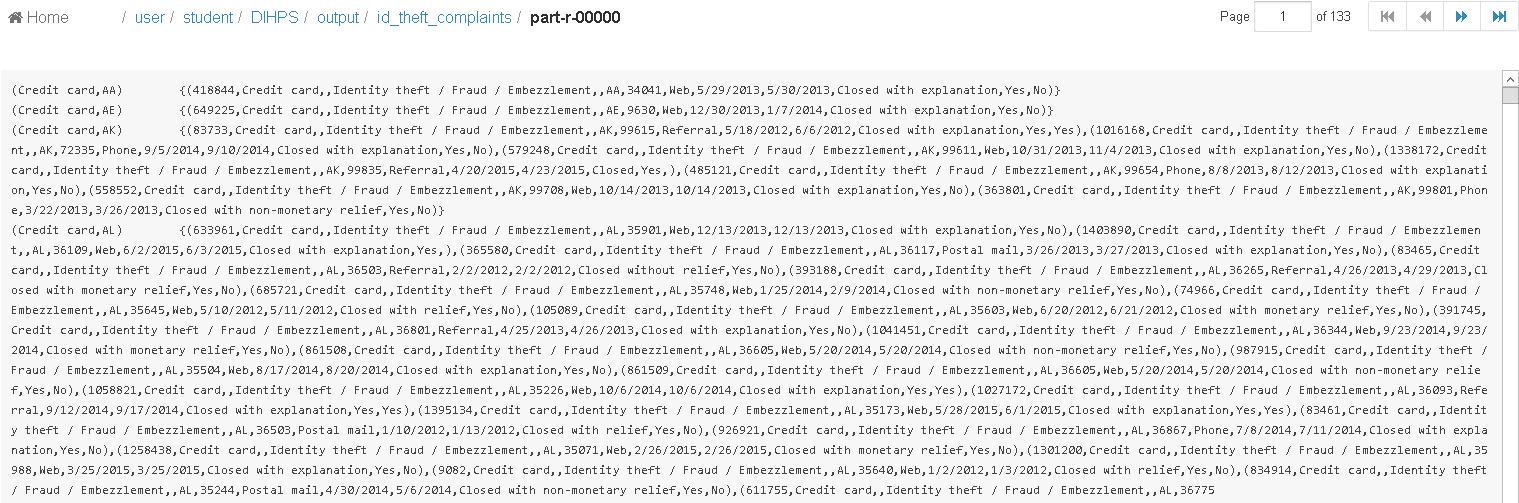 Home / user / student / DIHPS / output / id_theft_complaints / part-r-00000 Page 1 of 133
(Credit card,AA) {(418844,Credit card,,Identity theft / Fraud / Embezzlement,,AA,34041,Web,5/29/2013,5/30/2013,Closed with explanation,Yes,No)}
(Credit card,AE) {(649225,Credit card,,Identity theft / Fraud / Embezzlement,,AE,9630,Web,12/30/2013,1/7/2014,Closed with explanation,Yes,No)}
(Credit card,AK) {(83733,Credit card,,Identity theft / Fraud / Embezzlement,,AK,99615,Referral,5/18/2012,6/6/2012,Closed with explanation,Yes,Yes),(1016168,Credit card,,Identity theft / Fraud / Embezzleme
nt,,AK,72335,Phone,9/5/2014,9/10/2014,Closed with explanation,Yes,No),(579248,Credit card,,Identity theft / Fraud / Embezzlement,,AK,99611,Web,10/31/2013,11/4/2013,Closed with explanation,Yes,No),(1338172,Credit
card,,Identity theft / Fraud / Embezzlement,,AK,99835,Referral,4/20/2015,4/23/2015,Closed,Yes,),(485121,Credit card,,Identity theft / Fraud / Embezzlement,,AK,99654,Phone,8/8/2013,8/12/2013,Closed with explanati
on,Yes,No),(558552,Credit card,,Identity theft / Fraud / Embezzlement,,AK,99708,Web,10/14/2013,10/14/2013,Closed with explanation,Yes,No),(363801,Credit card,,Identity theft / Fraud / Embezzlement,,AK,99801,Phon
e,3/22/2013,3/26/2013,Closed with non-monetary relief,Yes,No)}
(Credit card,AL) {(633961,Credit card,,Identity theft / Fraud / Embezzlement,,AL,35901,Web,12/13/2013,12/13/2013,Closed with explanation,Yes,No),(1403890,Credit card,,Identity theft / Fraud / Embezzlemen
t,,AL,36109,Web,6/2/2015,6/3/2015,Closed with explanation,Yes,),(365580,Credit card,,Identity theft / Fraud / Embezzlement,,AL,36117,Postal mail,3/26/2013,3/27/2013,Closed with explanation,Yes,No),(83465,Credit
card,,Identity theft / Fraud / Embezzlement,,AL,36503,Referral,2/2/2012,2/2/2012,Closed without relief,Yes,No),(393188,Credit card,,Identity theft / Fraud / Embezzlement,,AL,36265,Referral,4/26/2013,4/29/2013,Cl
osed with monetary relief,Yes,No),(685721,Credit card,,Identity theft / Fraud / Embezzlement,,AL,35748,Web,1/25/2014,2/9/2014,Closed with non-monetary relief,Yes,No),(74966,Credit card,,Identity theft / Fraud /
Embezzlement,,AL,35645,Web,5/10/2012,5/11/2012,Closed with relief,Yes,No),(105089,Credit card,,Identity theft / Fraud / Embezzlement,,AL,35603,Web,6/20/2012,6/21/2012,Closed with monetary relief,Yes,No),(391745,
Credit card,,Identity theft / Fraud / Embezzlement,,AL,36801,Referral,4/25/2013,4/26/2013,Closed with explanation,Yes,No),(1041451,Credit card,,Identity theft / Fraud / Embezzlement,,AL,36344,Web,9/23/2014,9/23/
2014,Closed with monetary relief,Yes,No),(861508,Credit card,,Identity theft / Fraud / Embezzlement,,AL,36605,Web,5/20/2014,5/20/2014,Closed with non-monetary relief,Yes,No),(987915,Credit card,,Identity theft /
Fraud / Embezzlement,,AL,35504,Web,8/17/2014,8/20/2014,Closed with explanation,Yes,No),(861509,Credit card,,Identity theft / Fraud / Embezzlement,,AL,36605,Web,5/20/2014,5/20/2014,Closed with non-monetary relie
f,Yes,No),(1058821,Credit card,,Identity theft / Fraud / Embezzlement,,AL,35226,Web,10/6/2014,10/6/2014,Closed with explanation,Yes,Yes),(1027172,Credit card,,Identity theft / Fraud / Embezzlement,,AL,36093,Refe
rral,9/12/2014,9/17/2014,Closed with explanation,Yes,Yes),(1395134,Credit card,,Identity theft / Fraud / Embezzlement,,AL,35173,Web,5/28/2015,6/1/2015,Closed with explanation,Yes,Yes),(83461,Credit card,,Identit
y theft / Fraud / Embezzlement,,AL,36503,Postal mail,1/10/2012,1/13/2012,Closed with relief,Yes,No),(926921,Credit card,,Identity theft / Fraud / Embezzlement,,AL,36867,Phone,7/8/2014,7/11/2014,Closed with expla
nation,Yes,No),(1258438,Credit card,,Identity theft / Fraud / Embezzlement,,AL,35071,Web,2/26/2015,2/26/2015,Closed with monetary relief,Yes,No),(1301200,Credit card,,Identity theft / Fraud / Embezzlement,,AL,35
988,Web,3/25/2015,3/25/2015,Closed with explanation,Yes,No),(9082,Credit card,,Identity theft / Fraud / Embezzlement,,AL,35640,Web,1/2/2012,1/3/2012,Closed with relief,Yes,No),(834914,Credit card,,Identity theft
/ Fraud / Embezzlement,,AL,35244,Postal mail,4/30/2014,5/6/2014,Closed with non-monetary relief,Yes,No),(611755,Credit card,,Identity theft / Fraud / Embezzlement,,AL,36775